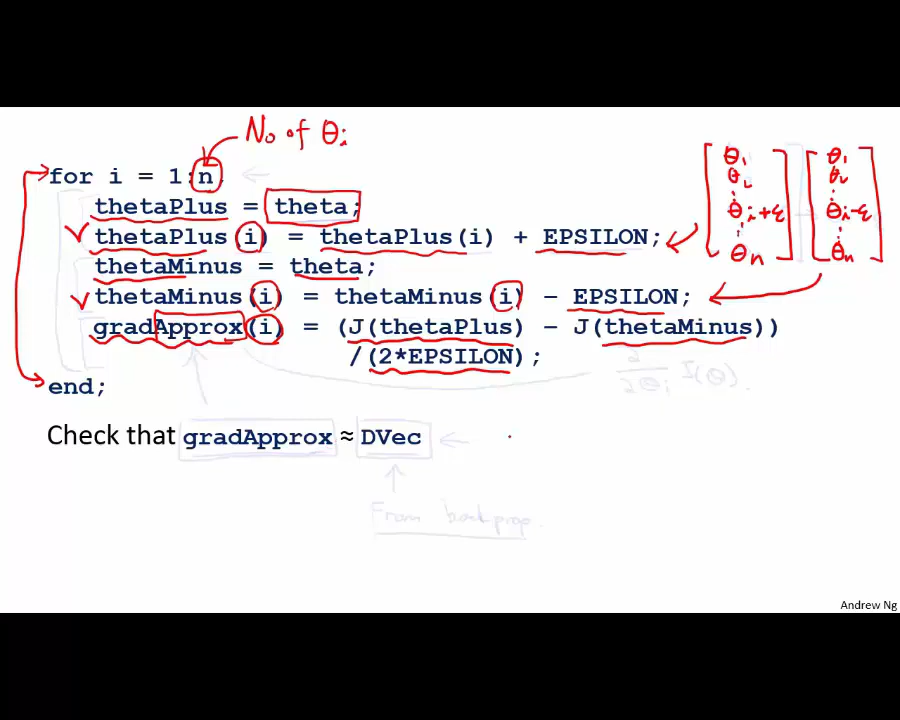 No of θi
for i = 1:n,
thetaPlus = theta;
thetaPlus(i) = thetaPlus(i) + EPSILON;
thetaMinus = theta;
thetaMinus(i) = thetaMinus(i) – EPSILON;
gradApprox(i) = (J(thetaPlus) – J(thetaMinus))
/(2*EPSILON);
end;
θ1
θ2
⋮
θi+ε
⋮
θn
θ1
θ2
⋮
θi-ε
⋮
θn
∂/∂θi J(θ).
Check that gradApprox ≈ DVec
From backprop.
Andrew Ng